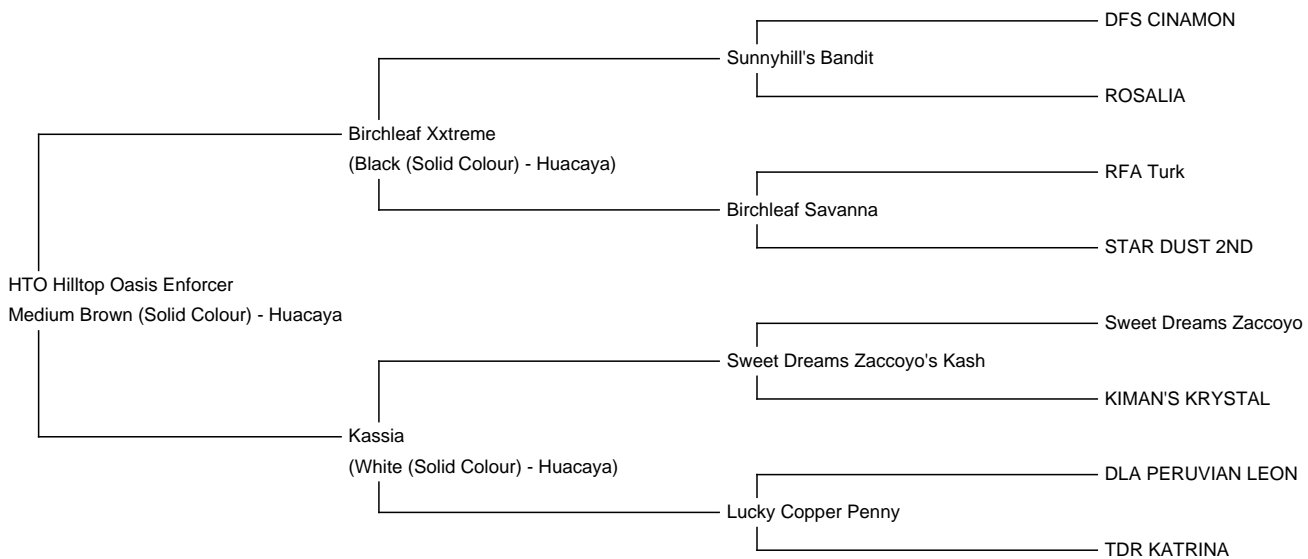 DFS CINAMON
Sunnyhill's Bandit
ROSALIA
Birchleaf Xxtreme
(Black (Solid Colour) - Huacaya)
RFA Turk
Birchleaf Savanna
STAR DUST 2ND
HTO Hilltop Oasis Enforcer
Medium Brown (Solid Colour) - Huacaya
Sweet Dreams Zaccoyo
Sweet Dreams Zaccoyo's Kash
KIMAN'S KRYSTAL
Kassia
(White (Solid Colour) - Huacaya)
DLA PERUVIAN LEON
Lucky Copper Penny
TDR KATRINA